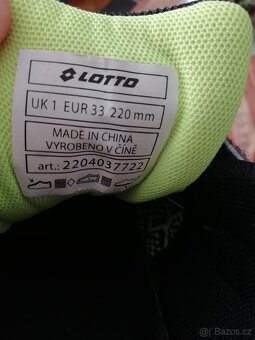 LOTTO
UK 1 EUR 33 220 mm
MADE IN CHINA
VYROBENO V ČÍNĚ
art.: 2204037722
Bazos.cz